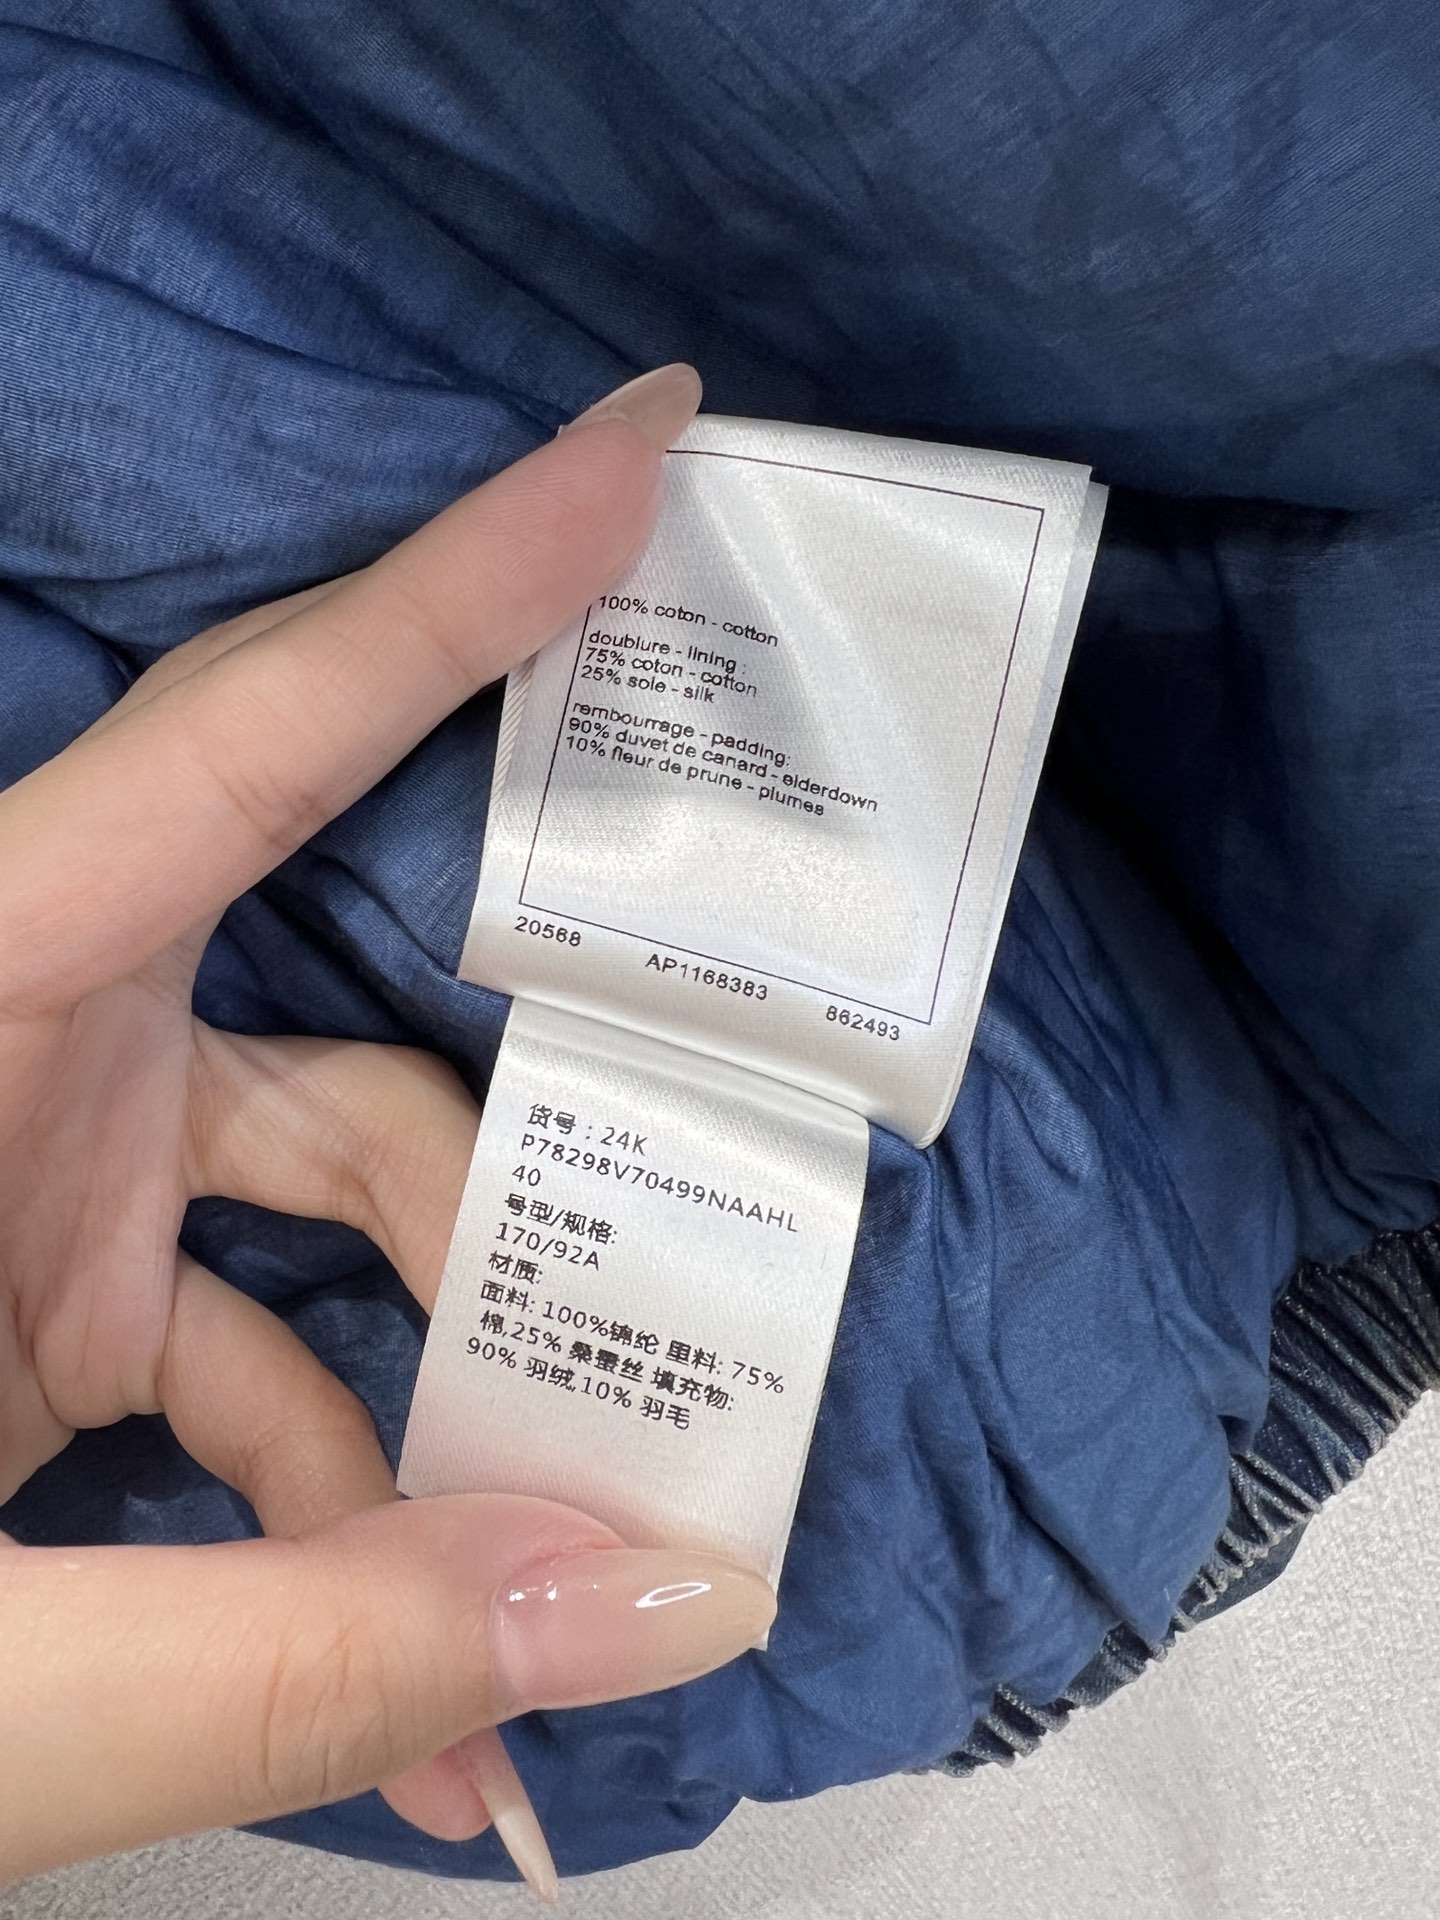 100% coton - cotton
doublure - lining :
75% coton - cotton
25% soie - silk
rembourrage - padding:
90% duvet de canard - eiderdown
10% fleur de prune - plumes
20568 AP1168383 862493
货号：24K
P78298V70499NAAHL
40
号型/规格:
170/92A
材质:
面料: 100%锦纶 里料: 75%
棉,25% 桑蚕丝 填充物:
90% 羽绒,10% 羽毛